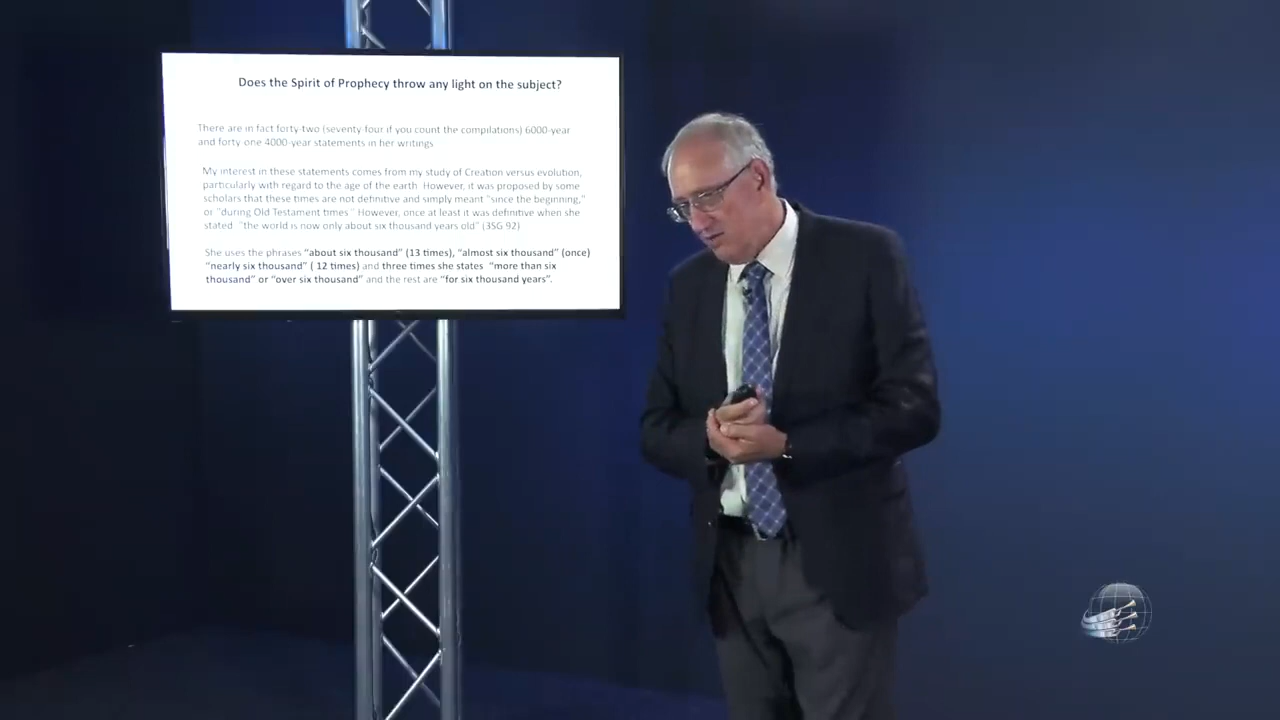 Does the Spirit of Prophecy throw any light on the subject?
There are in fact forty-two (seventy-four if you count the compilations) 6000-year
and forty-one 4000-year statements in her writings
My interest in these statements comes from my study of Creation versus evolution,
particularly with regard to the age of the earth However, it was proposed by some
scholars that these times are not definitive and simply meant "since the beginning,"
or "during Old Testament times." However, once at least it was definitive when she
stated "the world is now only about six thousand years old" (3SG 92)
She uses the phrases "about six thousand" (13 times), "almost six thousand" (once)
"nearly six thousand" ( 12 times) and three times she states "more than six
thousand" or "over six thousand" and the rest are "for six thousand years".